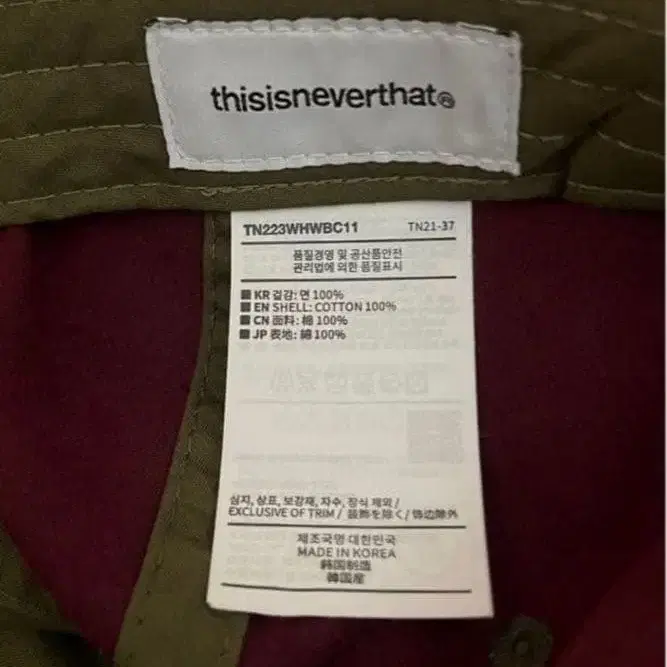 thisisneverthat®
TN223WHWBC11 TN21-37
품질경영 및 공산품안전
관리법에 의한 품질표시
KR 겉감: 면 100%
EN SHELL: COTTON 100%
CN 面料: 棉 100%
JP 表地: 綿 100%
심지, 상표, 보강재, 자수, 장식 제외 /
EXCLUSIVE OF TRIM / 装飾を除く / 饰边除外
제조국명 대한민국
MADE IN KOREA
韩国制造
韓国産